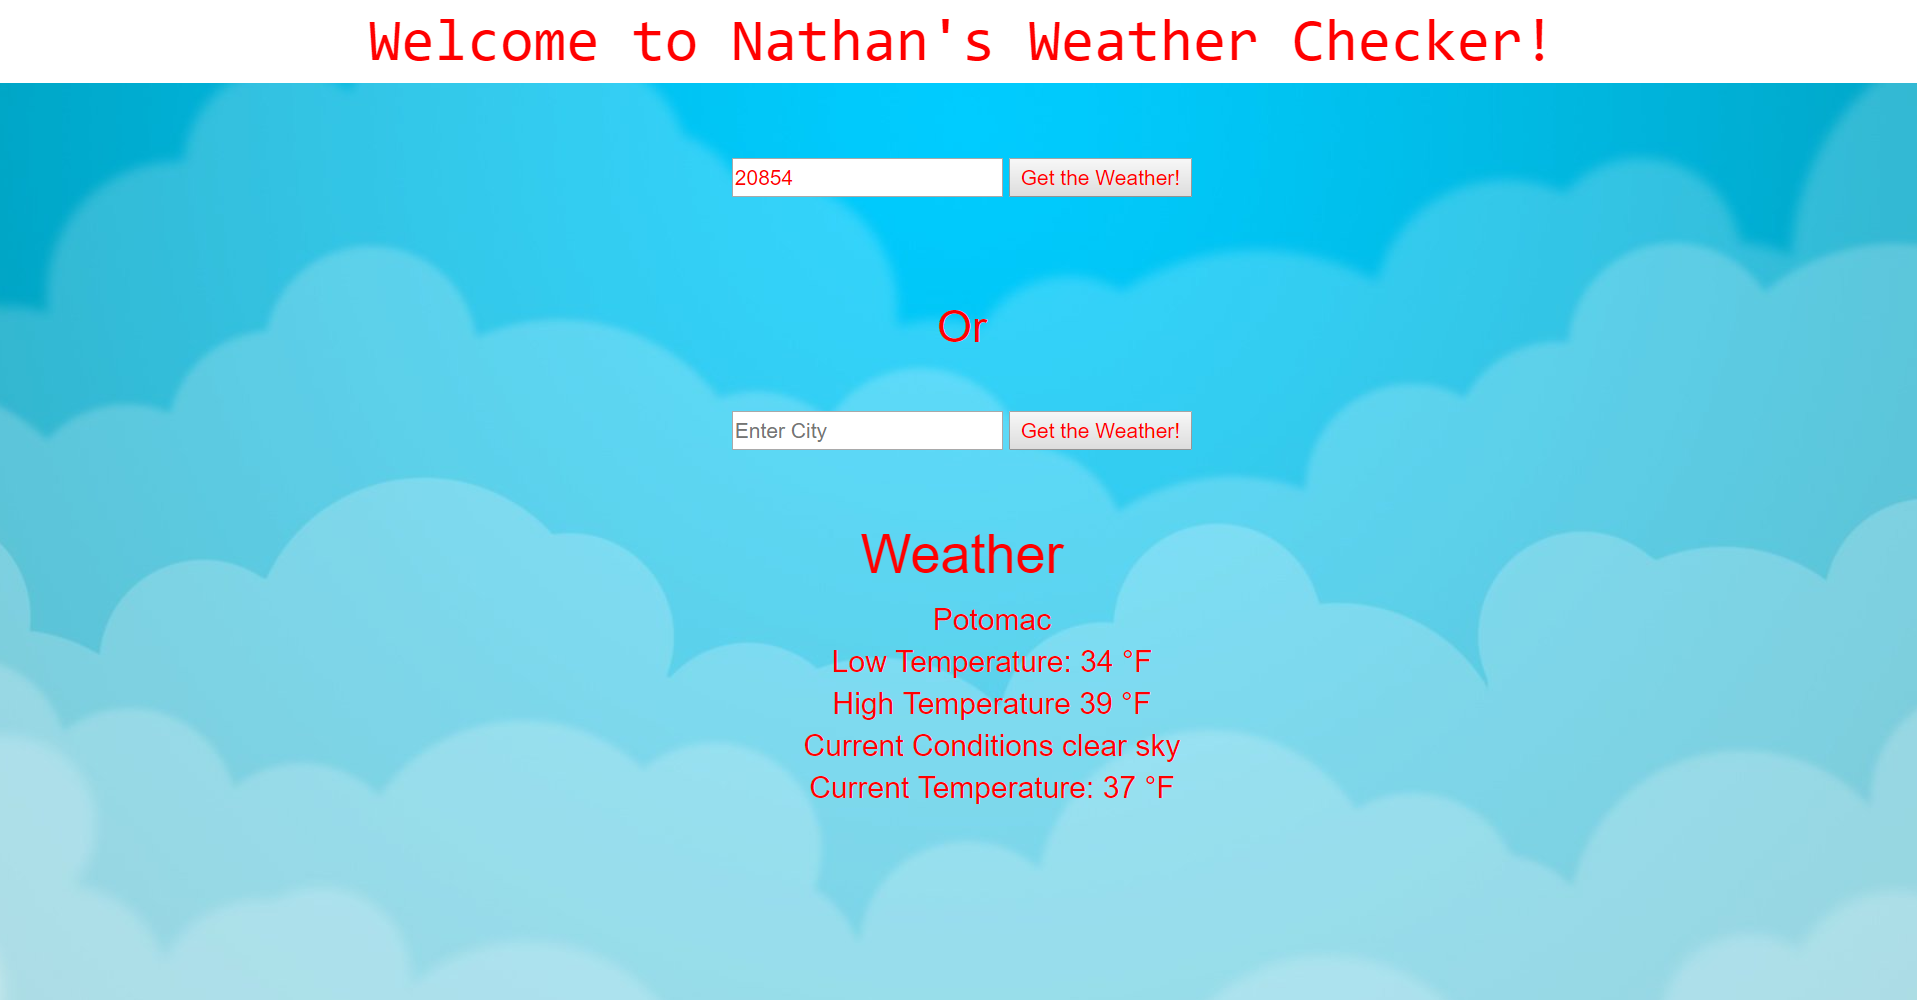 Welcome to Nathan's Weather Checker!
20854 Get the Weather!
Or
Enter City Get the Weather!
Weather
Potomac
Low Temperature: 34 °F
High Temperature 39 °F
Current Conditions clear sky
Current Temperature: 37 °F